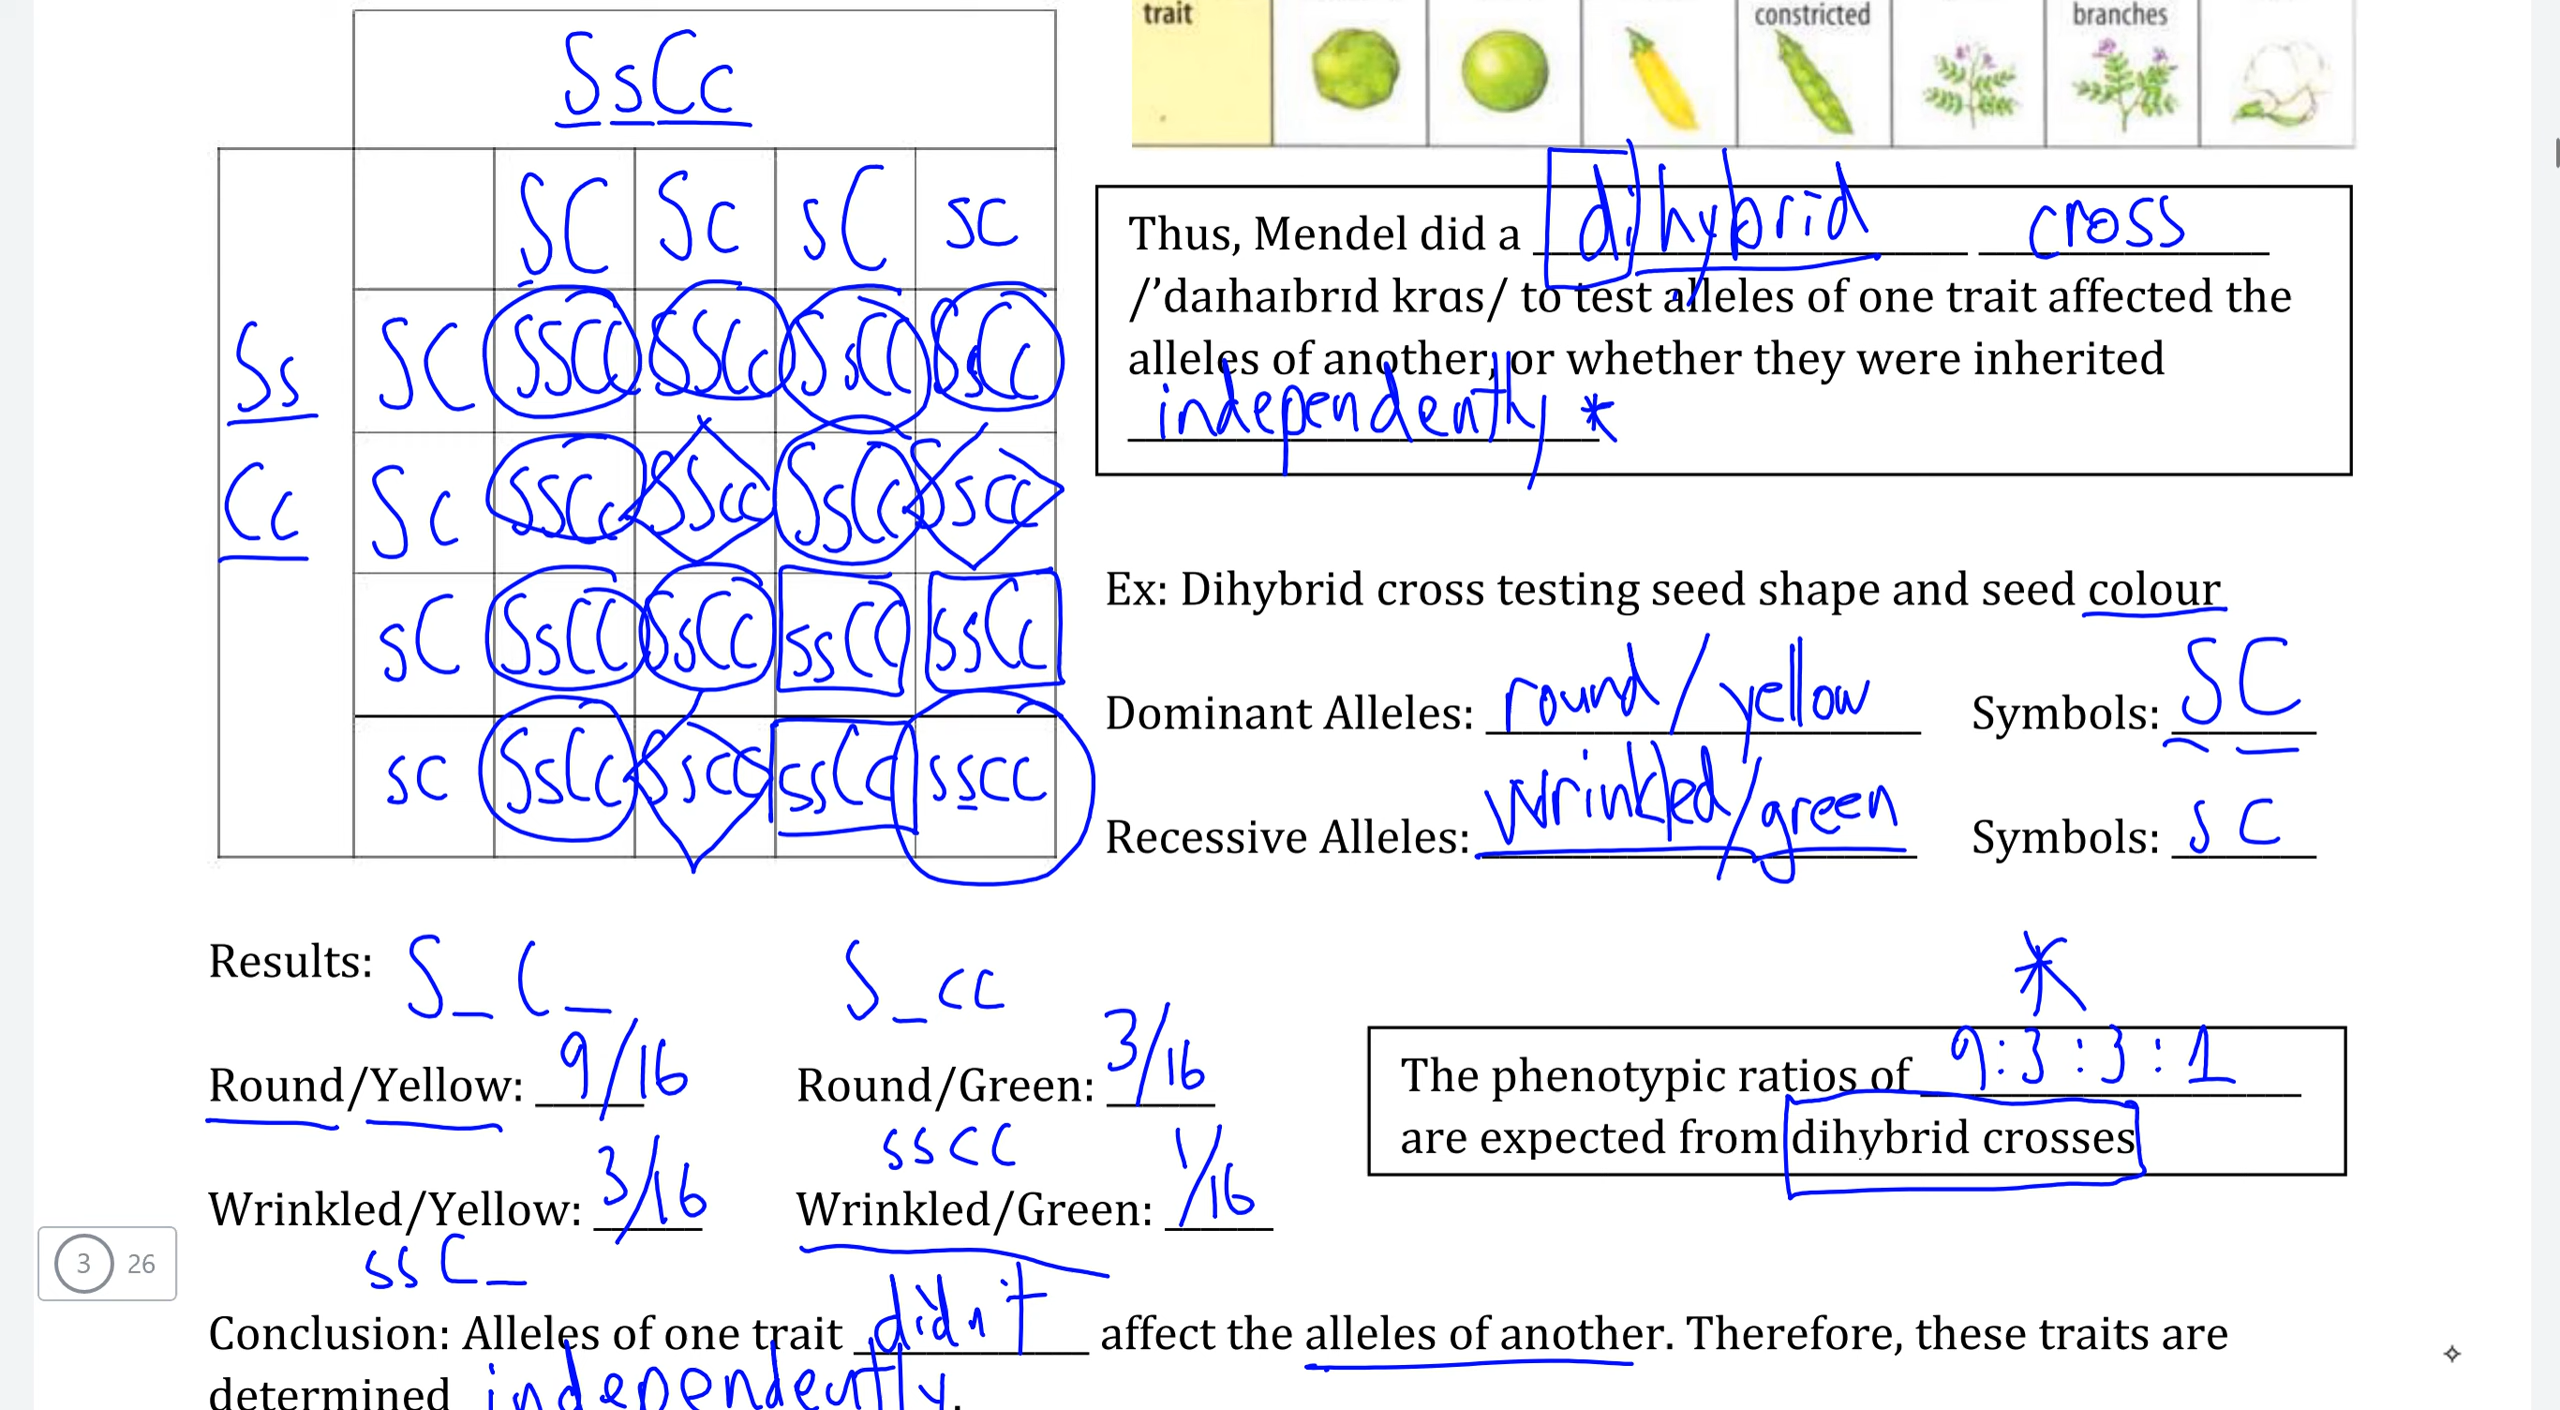 trait constricted branches
SsCc
SC Sc sC sc
Ss SC SSCC SSCc SsCC SsCc
Cc Sc SSCc SScc SsCc Sscc
sC SsCC SsCc ssCC ssCc
sc SsCc Sscc ssCc sscc
Thus, Mendel did a dihybrid cross
/’daɪhaɪbrɪd krɑs/ to test alleles of one trait affected the
alleles of another, or whether they were inherited
independently *
Ex: Dihybrid cross testing seed shape and seed colour
Dominant Alleles: round/yellow Symbols: SC
Recessive Alleles: wrinkled/green Symbols: sc
Results: S_C_ S_cc
Round/Yellow: 9/16 Round/Green: 3/16
sscc
Wrinkled/Yellow: 3/16 Wrinkled/Green: 1/16
ssC_
*
The phenotypic ratios of 9:3:3:1
are expected from dihybrid crosses
3 26
Conclusion: Alleles of one trait didn't affect the alleles of another. Therefore, these traits are
determined independently.